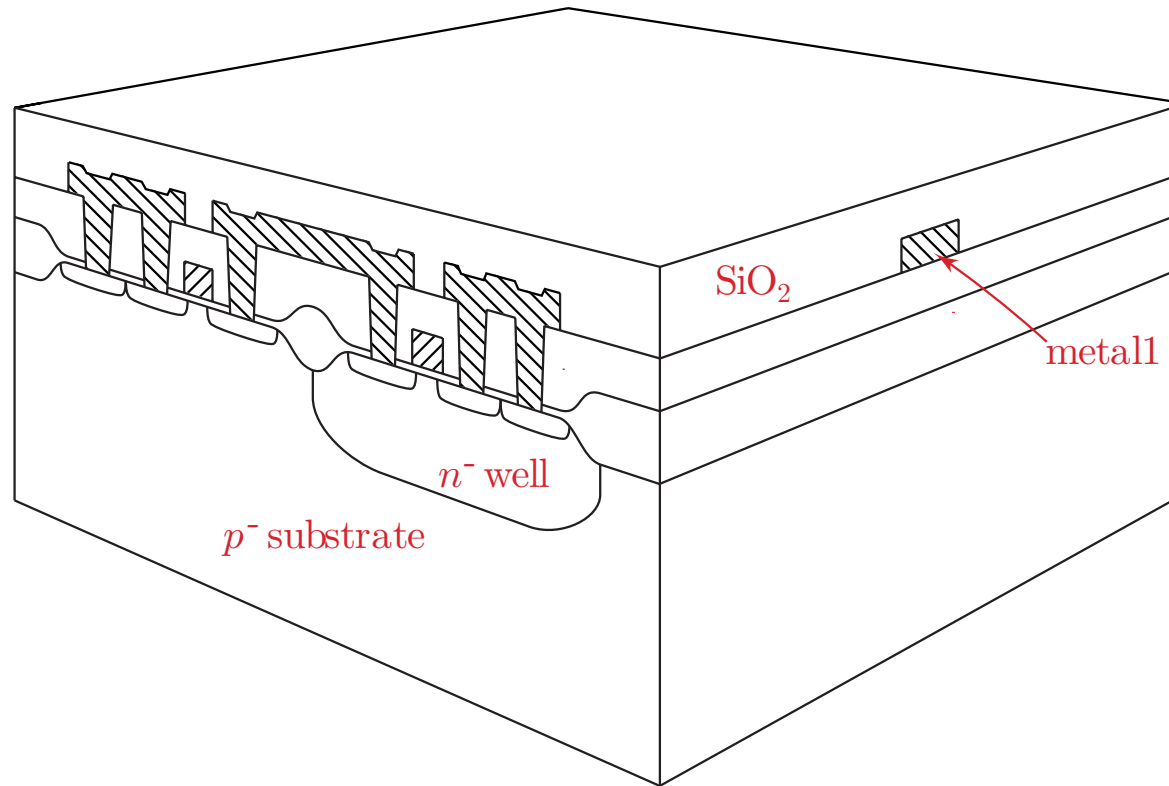 SiO₂
metal1
n⁻ well
p⁻ substrate